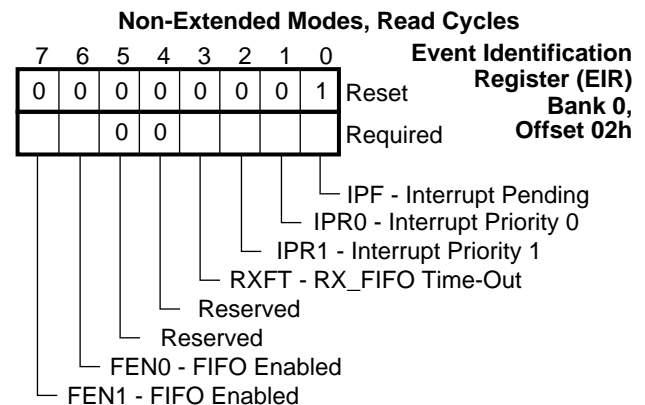 Non-Extended Modes, Read Cycles
7 6 5 4 3 2 1 0
Event Identification
Register (EIR)
Bank 0,
Offset 02h
0 0 0 0 0 0 0 1 Reset
0 0 Required
IPF - Interrupt Pending
IPR0 - Interrupt Priority 0
IPR1 - Interrupt Priority 1
RXFT - RX_FIFO Time-Out
Reserved
Reserved
FEN0 - FIFO Enabled
FEN1 - FIFO Enabled